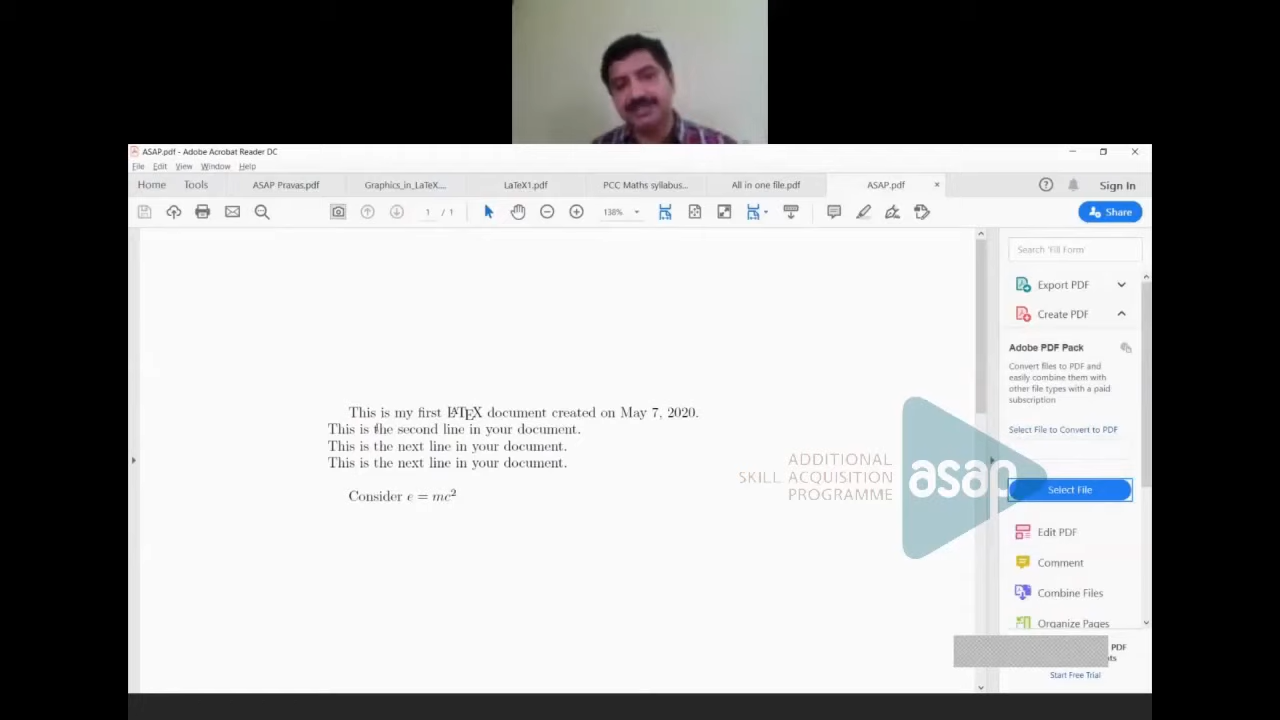 ASAP.pdf - Adobe Acrobat Reader DC
File Edit View Window Help
Home Tools ASAP Pravas.pdf Graphics_in_LaTeX.... LaTeX1.pdf PCC Maths syllabus... All in one file.pdf ASAP.pdf × Sign In
1 / 1 138% Share
Search 'Fill Form'
Export PDF
Create PDF
Adobe PDF Pack
Convert files to PDF and
easily combine them with
other file types with a paid
subscription
Select File to Convert to PDF
Select File
Edit PDF
Comment
Combine Files
Organize Pages
PDF
ts
Start Free Trial
This is my first LATEX document created on May 7, 2020.
This is the second line in your document.
This is the next line in your document.
This is the next line in your document.
Consider e = mc²
ADDITIONAL
SKILL ACQUISITION
PROGRAMME
asap